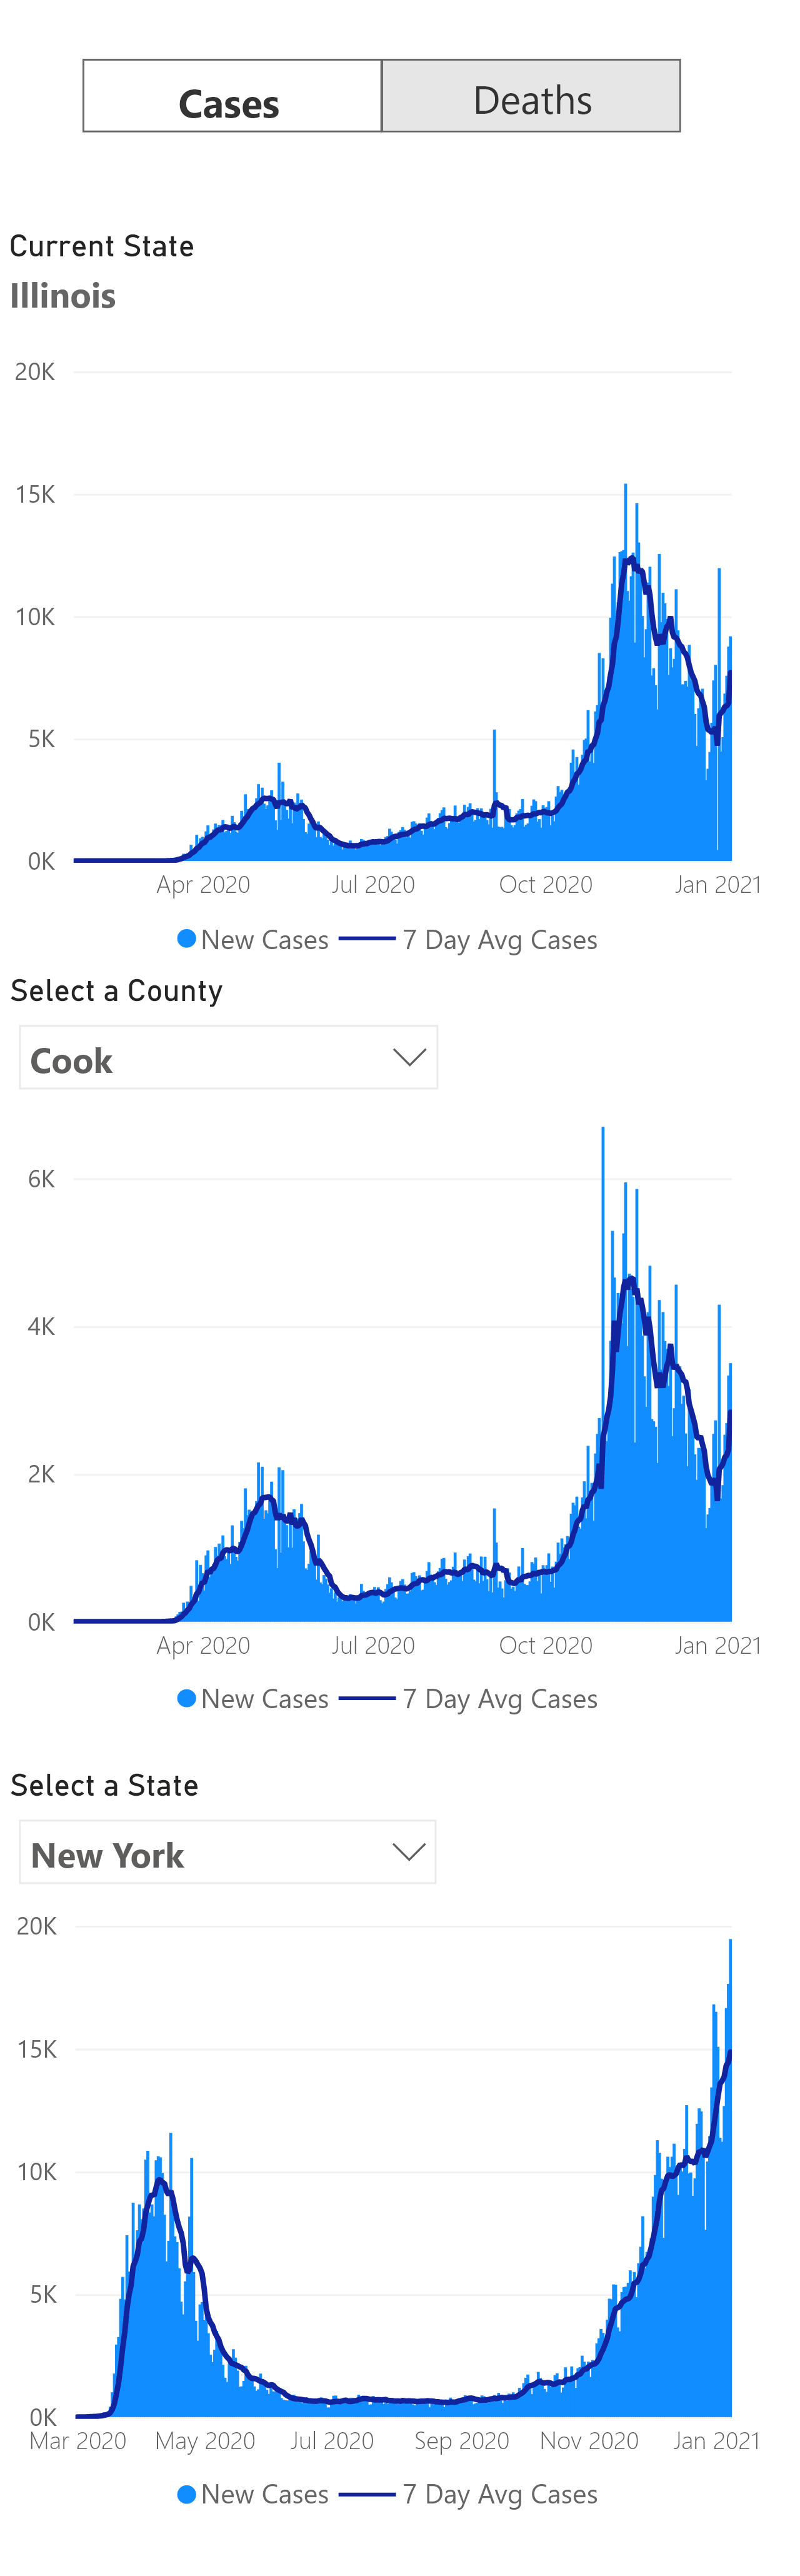 Cases Deaths
Current State
Illinois
20K
15K
10K
5K
0K
Apr 2020 Jul 2020 Oct 2020 Jan 2021
New Cases 7 Day Avg Cases
Select a County
Cook
6K
4K
2K
0K
Apr 2020 Jul 2020 Oct 2020 Jan 2021
New Cases 7 Day Avg Cases
Select a State
New York
20K
15K
10K
5K
0K
Mar 2020 May 2020 Jul 2020 Sep 2020 Nov 2020 Jan 2021
New Cases 7 Day Avg Cases